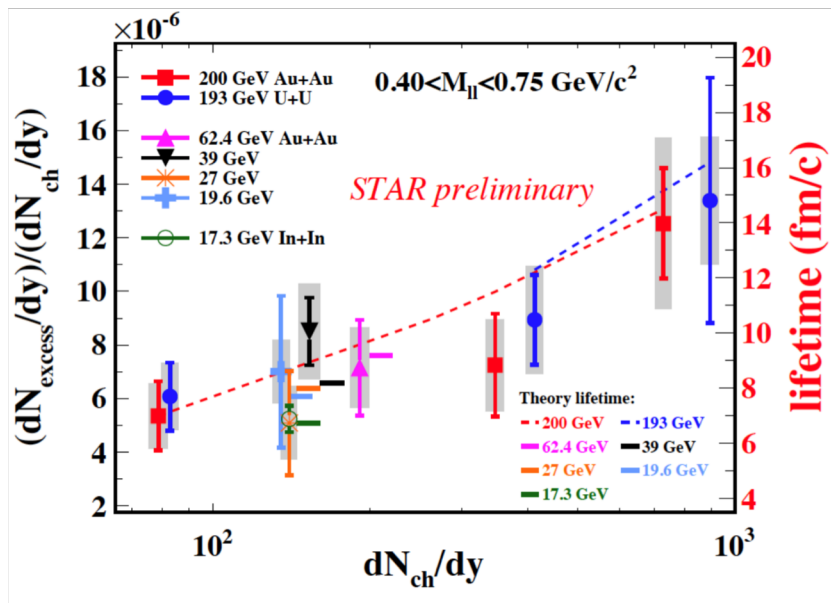 ×10⁻⁶
(dN_excess/dy)/(dN_ch/dy)
18
16
14
12
10
8
6
4
2
200 GeV Au+Au
193 GeV U+U
62.4 GeV Au+Au
39 GeV
27 GeV
19.6 GeV
17.3 GeV In+In
0.40<M_ll<0.75 GeV/c²
STAR preliminary
Theory lifetime:
200 GeV
193 GeV
62.4 GeV
39 GeV
27 GeV
19.6 GeV
17.3 GeV
20
18
16
14
12
10
8
6
4
lifetime (fm/c)
10²
10³
dN_ch/dy